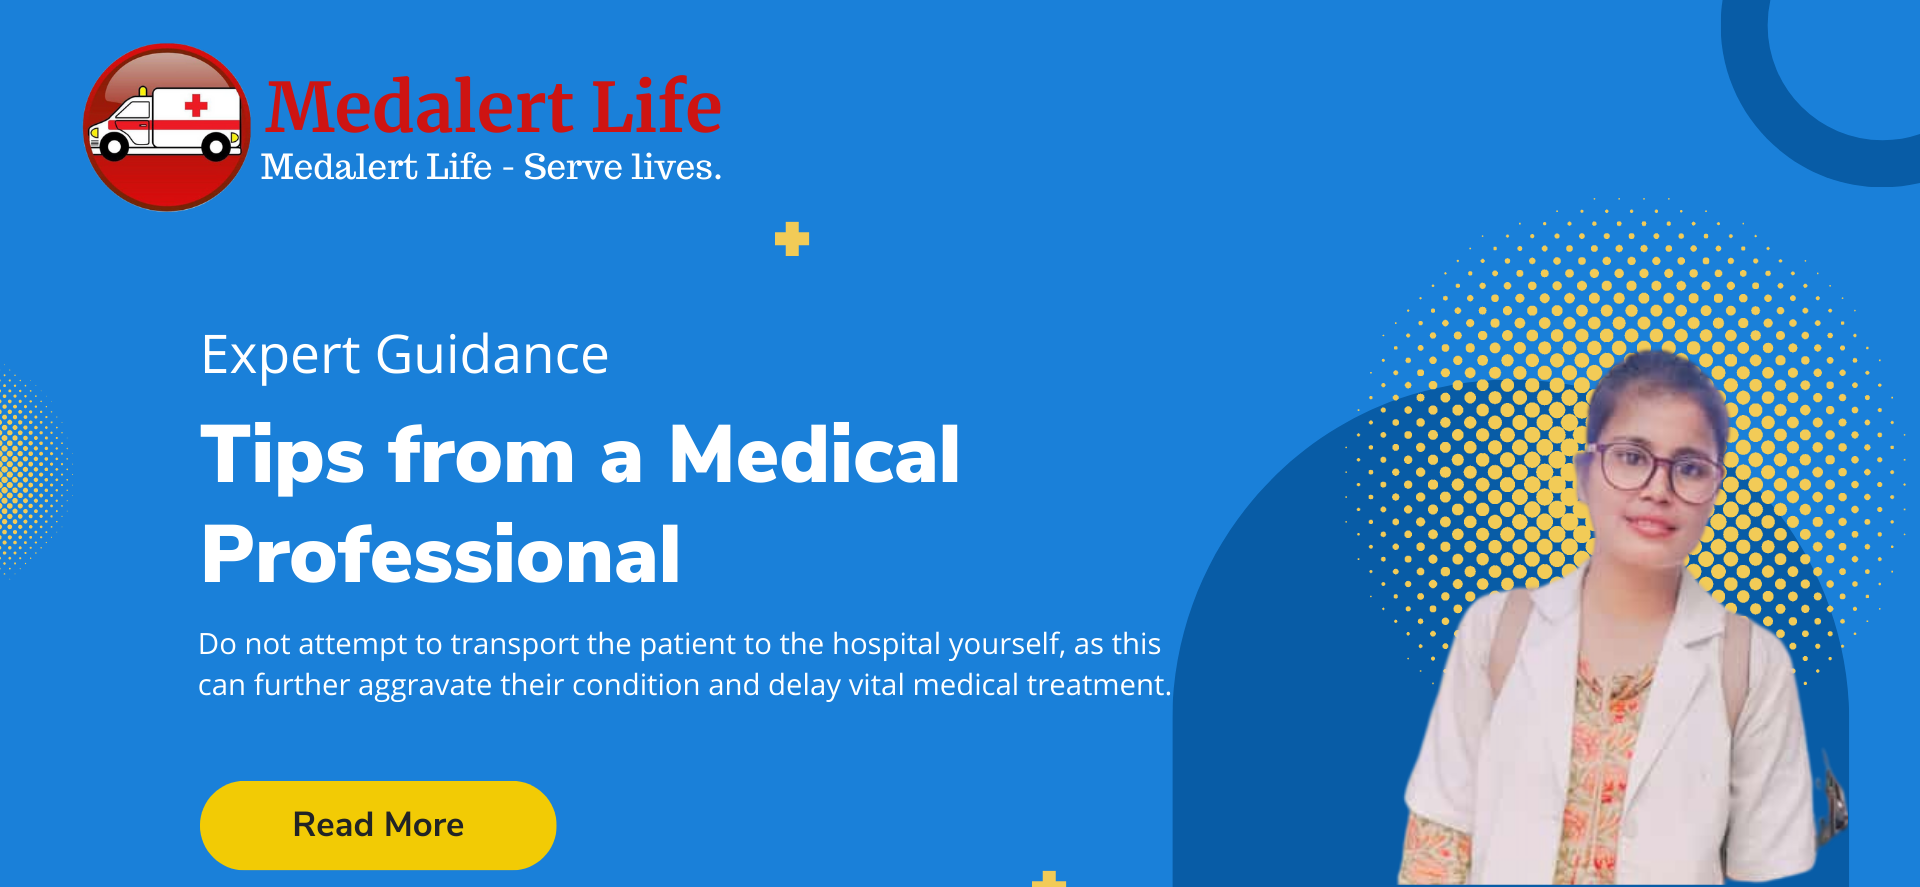 Medalert Life
Medalert Life - Serve lives.
Expert Guidance
Tips from a Medical
Professional
Do not attempt to transport the patient to the hospital yourself, as this
can further aggravate their condition and delay vital medical treatment.
Read More